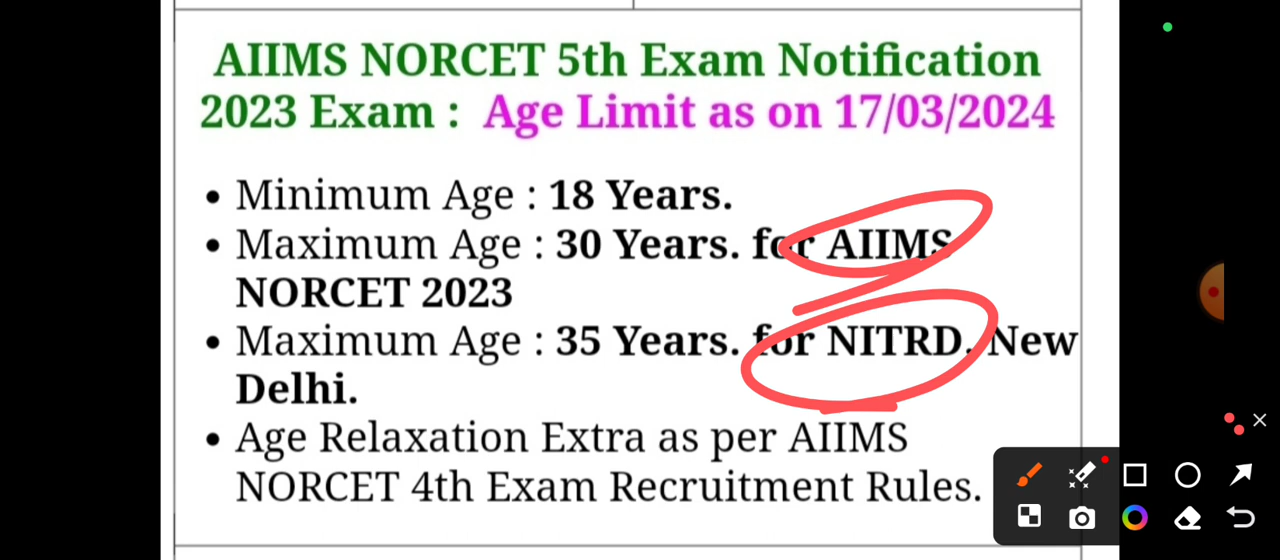 AIIMS NORCET 5th Exam Notification
2023 Exam : Age Limit as on 17/03/2024
• Minimum Age : 18 Years.
• Maximum Age : 30 Years. for AIIMS
NORCET 2023
• Maximum Age : 35 Years. for NITRD, New
Delhi.
• Age Relaxation Extra as per AIIMS
NORCET 4th Exam Recruitment Rules.